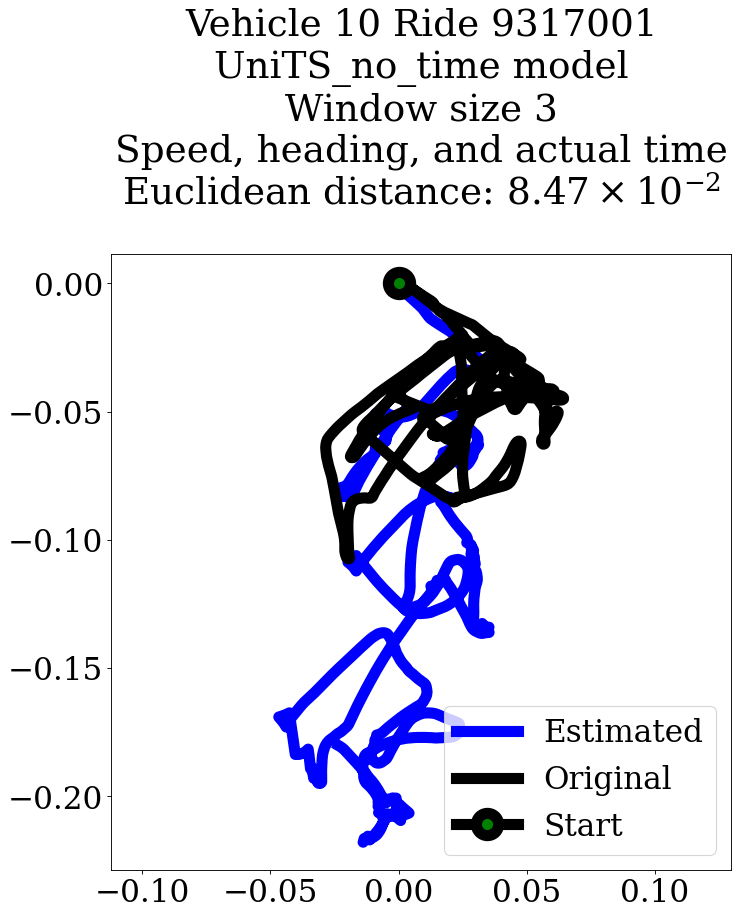 Vehicle 10 Ride 9317001
UniTS_no_time model
Window size 3
Speed, heading, and actual time
Euclidean distance: 8.47 × 10⁻²
0.00
−0.05
−0.10
−0.15
−0.20
Estimated
Original
Start
−0.10 −0.05 0.00 0.05 0.10